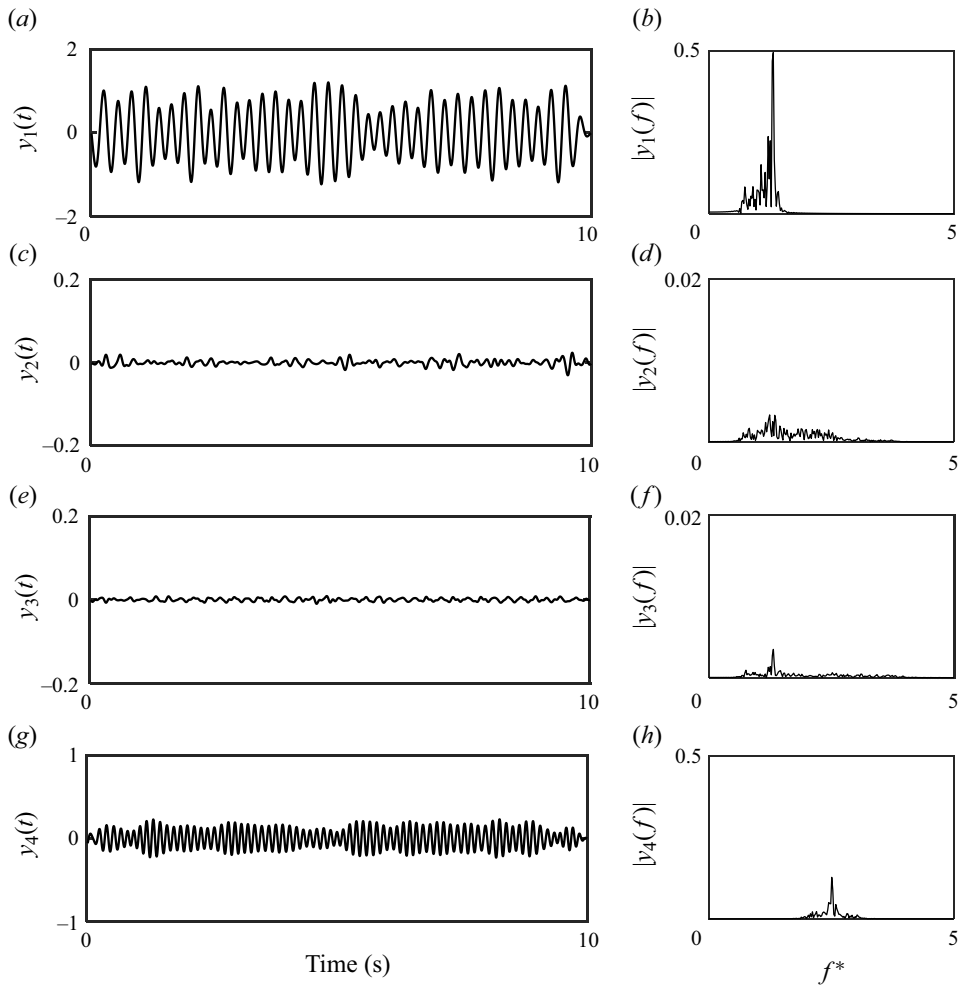 (a)
(b)
2
0
–2
y1(t)
0
10
0.5
|y1(f)|
0
5
(c)
(d)
0.2
0
–0.2
y2(t)
0
10
0.02
|y2(f)|
0
5
(e)
(f)
0.2
0
–0.2
y3(t)
0
10
0.02
|y3(f)|
0
5
(g)
(h)
1
0
–1
y4(t)
0
10
Time (s)
0.5
|y4(f)|
0
5
f*